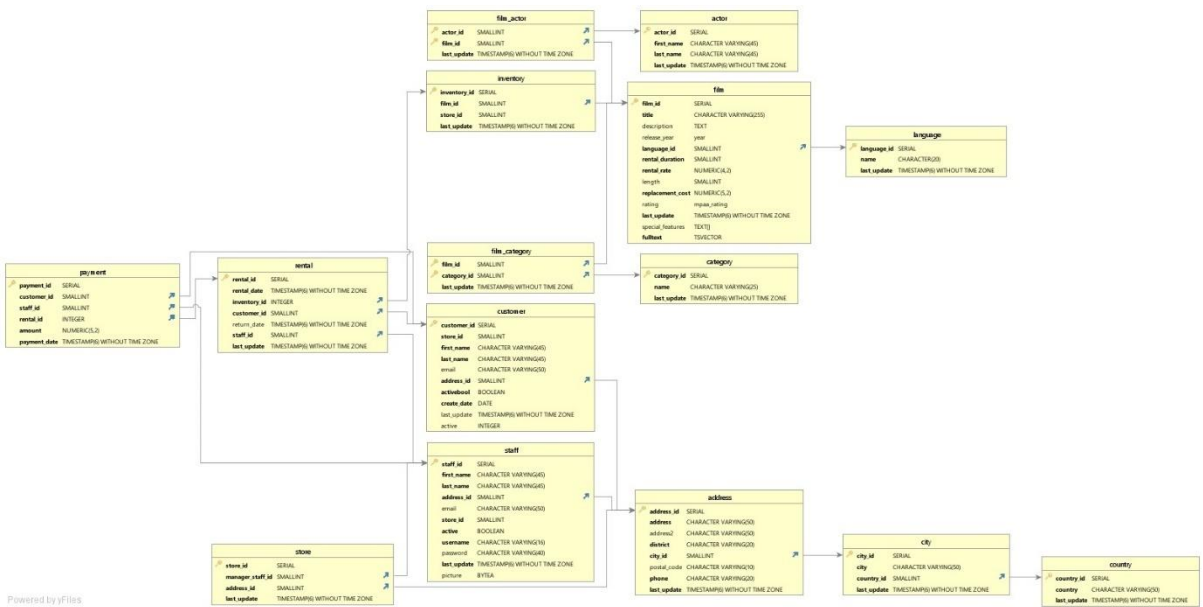 film_actor
actor_id SMALLINT
film_id SMALLINT
last_update TIMESTAMP(6) WITHOUT TIME ZONE
actor
actor_id SERIAL
first_name CHARACTER VARYING(45)
last_name CHARACTER VARYING(45)
last_update TIMESTAMP(6) WITHOUT TIME ZONE
inventory
inventory_id SERIAL
film_id SMALLINT
store_id SMALLINT
last_update TIMESTAMP(6) WITHOUT TIME ZONE
film
film_id SERIAL
title CHARACTER VARYING(255)
description TEXT
release_year year
language_id SMALLINT
rental_duration SMALLINT
rental_rate NUMERIC(4,2)
length SMALLINT
replacement_cost NUMERIC(5,2)
rating mpaa_rating
last_update TIMESTAMP(6) WITHOUT TIME ZONE
special_features TEXT[]
fulltext TSVECTOR
language
language_id SERIAL
name CHARACTER(20)
last_update TIMESTAMP(6) WITHOUT TIME ZONE
film_category
film_id SMALLINT
category_id SMALLINT
last_update TIMESTAMP(6) WITHOUT TIME ZONE
category
category_id SERIAL
name CHARACTER VARYING(25)
last_update TIMESTAMP(6) WITHOUT TIME ZONE
payment
payment_id SERIAL
customer_id SMALLINT
staff_id SMALLINT
rental_id INTEGER
amount NUMERIC(5,2)
payment_date TIMESTAMP(6) WITHOUT TIME ZONE
rental
rental_id SERIAL
rental_date TIMESTAMP(6) WITHOUT TIME ZONE
inventory_id INTEGER
customer_id SMALLINT
return_date TIMESTAMP(6) WITHOUT TIME ZONE
staff_id SMALLINT
last_update TIMESTAMP(6) WITHOUT TIME ZONE
customer
customer_id SERIAL
store_id SMALLINT
first_name CHARACTER VARYING(45)
last_name CHARACTER VARYING(45)
email CHARACTER VARYING(50)
address_id SMALLINT
activebool BOOLEAN
create_date DATE
last_update TIMESTAMP(6) WITHOUT TIME ZONE
active INTEGER
staff
staff_id SERIAL
first_name CHARACTER VARYING(45)
last_name CHARACTER VARYING(45)
address_id SMALLINT
email CHARACTER VARYING(50)
store_id SMALLINT
active BOOLEAN
username CHARACTER VARYING(16)
password CHARACTER VARYING(40)
last_update TIMESTAMP(6) WITHOUT TIME ZONE
picture BYTEA
store
store_id SERIAL
manager_staff_id SMALLINT
address_id SMALLINT
last_update TIMESTAMP(6) WITHOUT TIME ZONE
address
address_id SERIAL
address CHARACTER VARYING(50)
address2 CHARACTER VARYING(50)
district CHARACTER VARYING(20)
city_id SMALLINT
postal_code CHARACTER VARYING(10)
phone CHARACTER VARYING(20)
last_update TIMESTAMP(6) WITHOUT TIME ZONE
city
city_id SERIAL
city CHARACTER VARYING(50)
country_id SMALLINT
last_update TIMESTAMP(6) WITHOUT TIME ZONE
country
country_id SERIAL
country CHARACTER VARYING(50)
last_update TIMESTAMP(6) WITHOUT TIME ZONE
Powered by yFiles